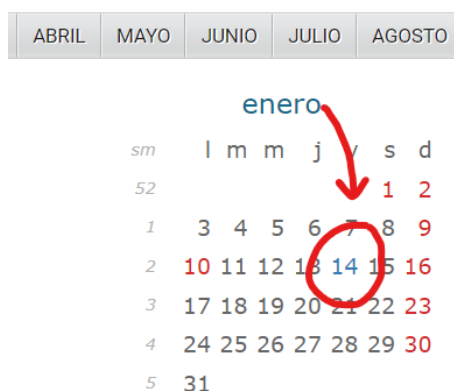 ABRIL MAYO JUNIO JULIO AGOSTO
enero
sm l m m j v s d
52 1 2
1 3 4 5 6 7 8 9
2 10 11 12 13 14 15 16
3 17 18 19 20 21 22 23
4 24 25 26 27 28 29 30
5 31